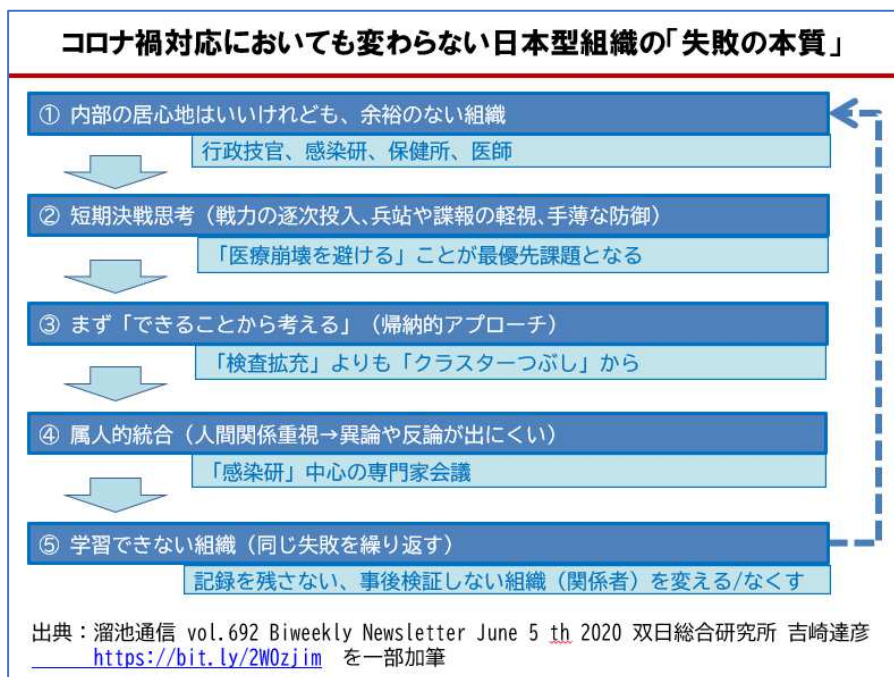 コロナ禍対応においても変わらない日本型組織の「失敗の本質」
① 内部の居心地はいいけれども、余裕のない組織
行政技官、感染研、保健所、医師
② 短期決戦思考（戦力の逐次投入、兵站や諜報の軽視、手薄な防御）
「医療崩壊を避ける」ことが最優先課題となる
③ まず「できることから考える」（帰納的アプローチ）
「検査拡充」よりも「クラスターつぶし」から
④ 属人的統合（人間関係重視→異論や反論が出にくい）
「感染研」中心の専門家会議
⑤ 学習できない組織（同じ失敗を繰り返す）
記録を残さない、事後検証しない組織（関係者）を変える/なくす
出典：溜池通信 vol.692 Biweekly Newsletter June 5 th 2020 双日総合研究所 吉崎達彦
https://bit.ly/2WOzjim を一部加筆